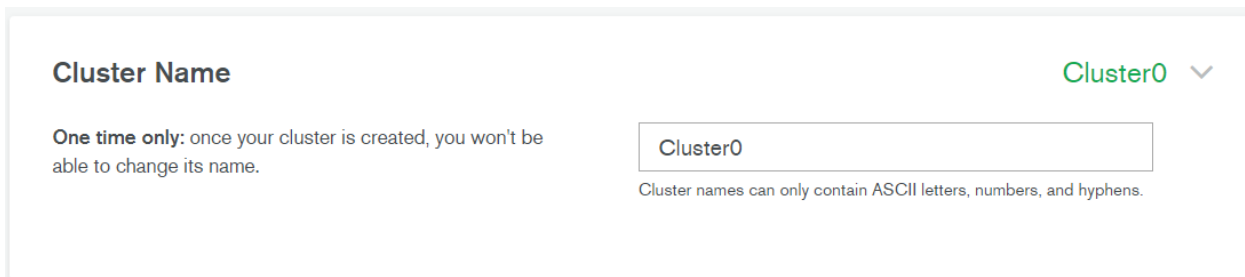 Cluster Name
Cluster0
One time only: once your cluster is created, you won't be
able to change its name.
Cluster0
Cluster names can only contain ASCII letters, numbers, and hyphens.